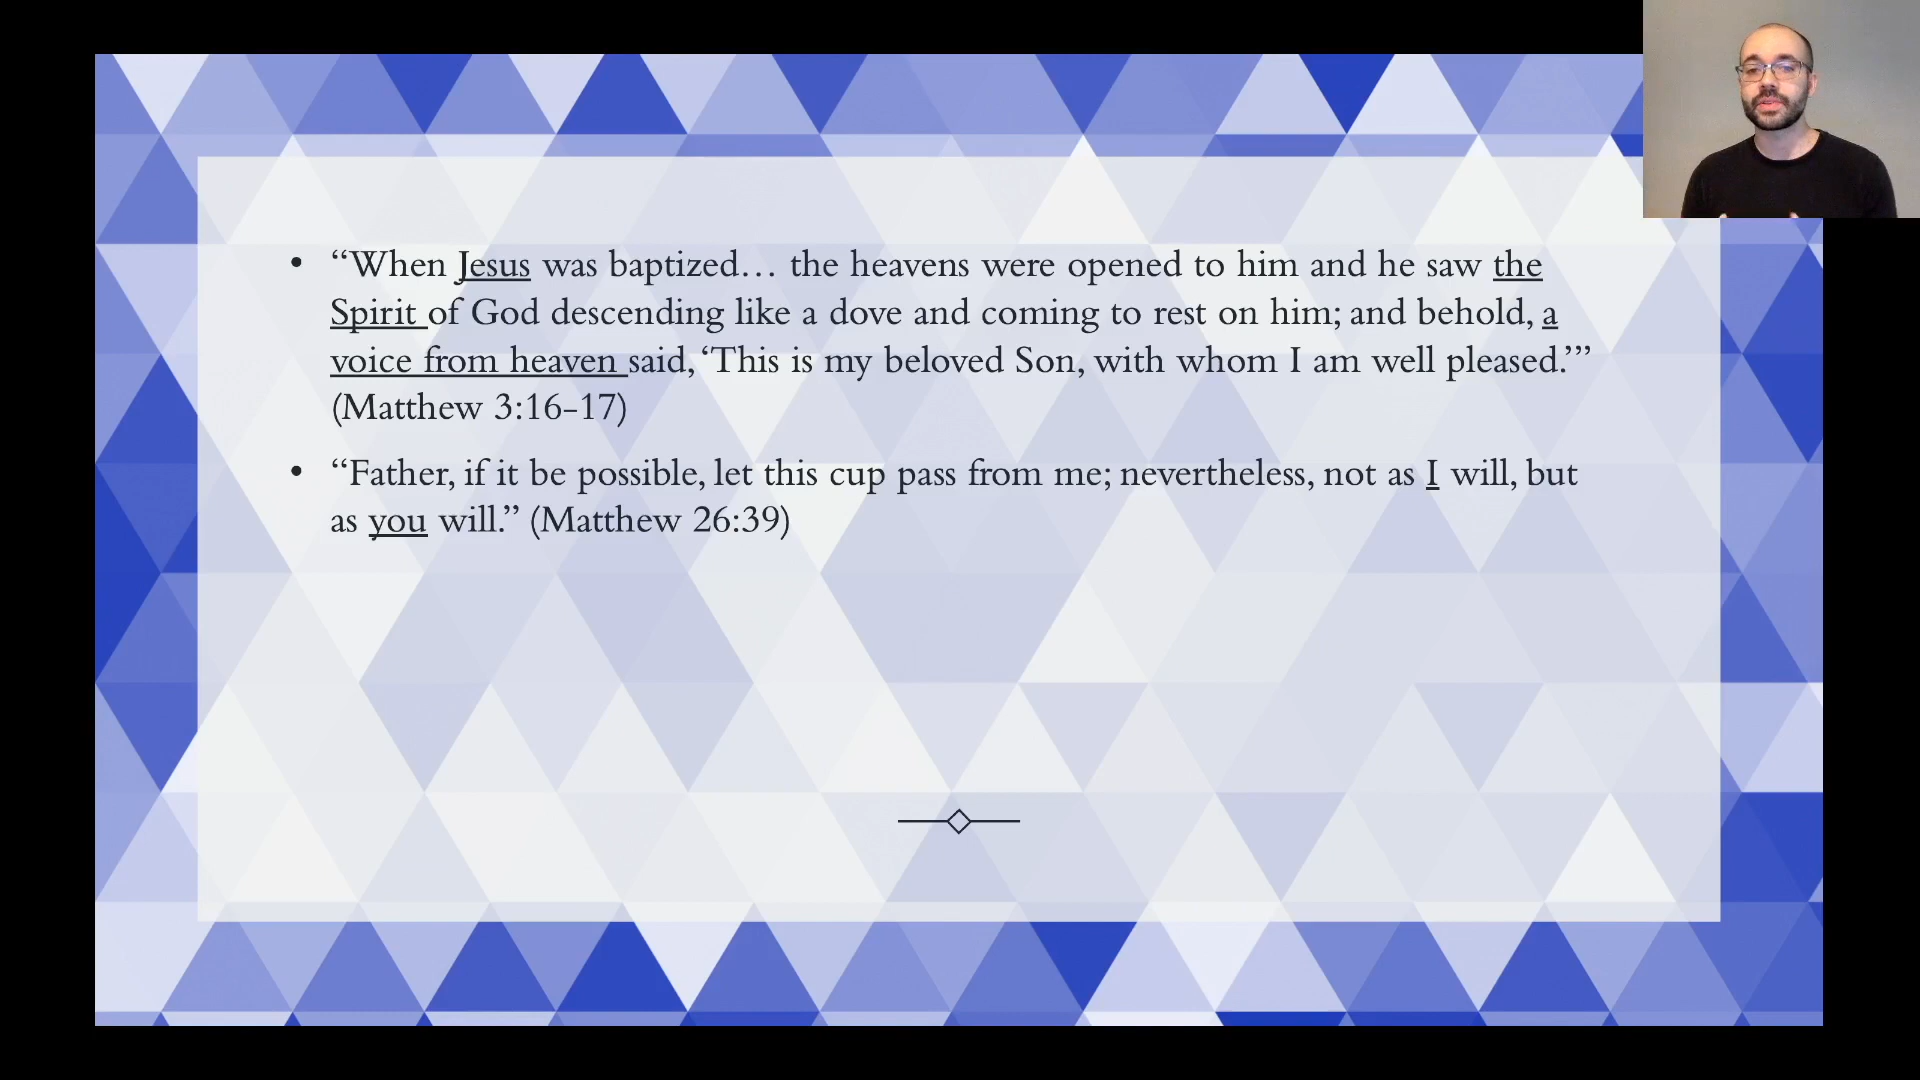 • “When Jesus was baptized… the heavens were opened to him and he saw the
Spirit of God descending like a dove and coming to rest on him; and behold, a
voice from heaven said, ‘This is my beloved Son, with whom I am well pleased.’”
(Matthew 3:16-17)
• “Father, if it be possible, let this cup pass from me; nevertheless, not as I will, but
as you will.” (Matthew 26:39)